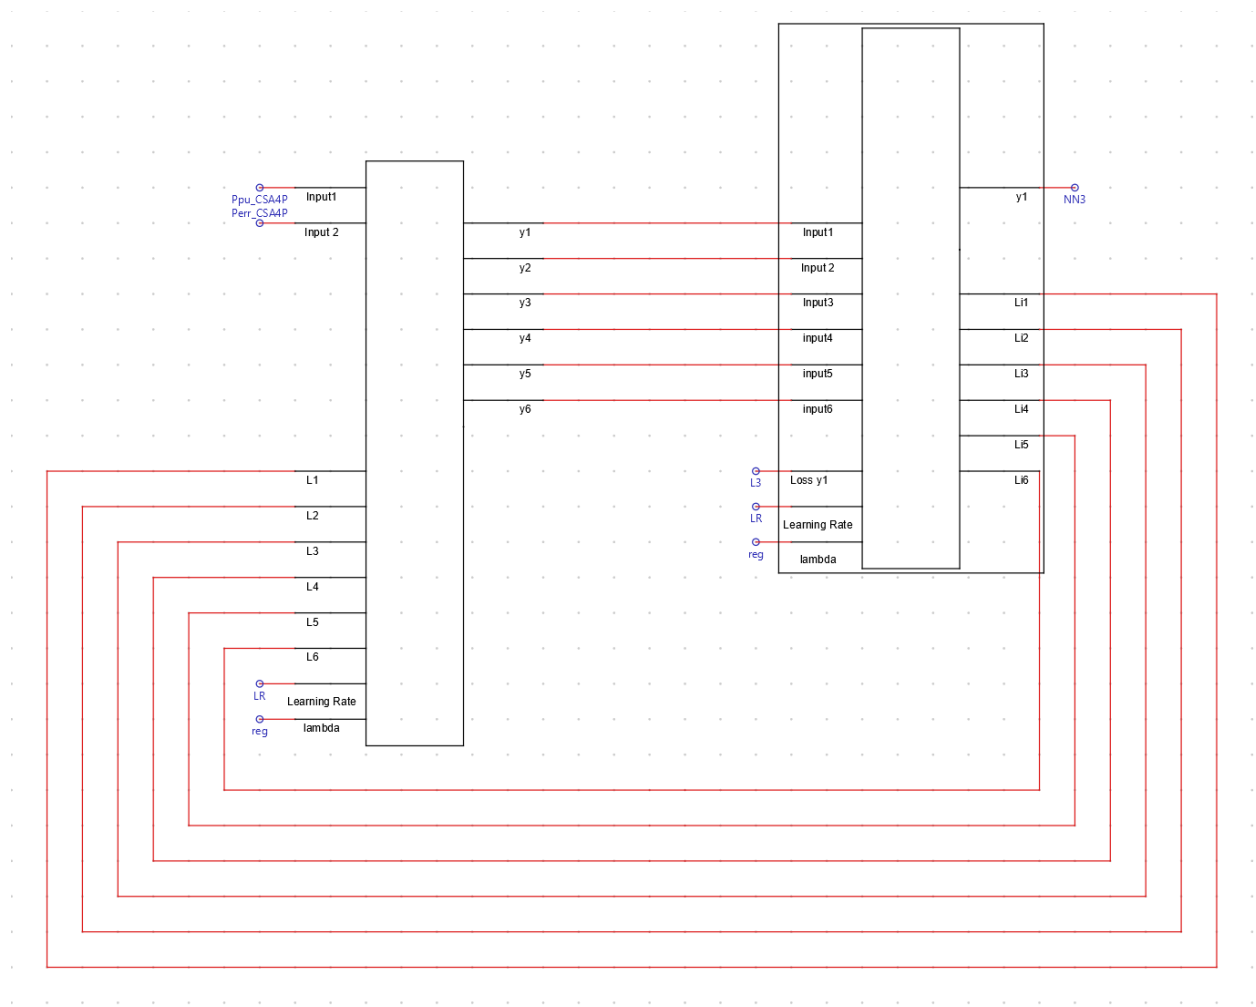 Ppu_CSA4P
Perr_CSA4P
Input1
Input 2
y1
y2
y3
y4
y5
y6
L1
L2
L3
L4
L5
L6
LR
Learning Rate
reg
lambda
Input1
Input 2
Input3
input4
input5
input6
L3
Loss y1
LR
Learning Rate
reg
lambda
y1
NN3
Li1
Li2
Li3
Li4
Li5
Li6